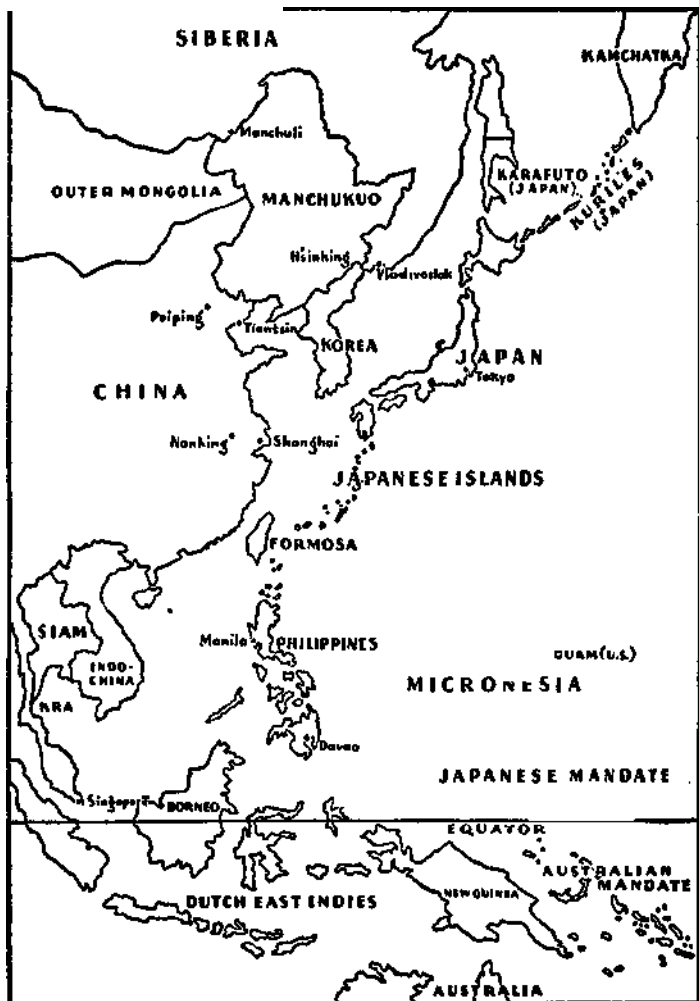 SIBERIA
KAMCHATKA
Manchuli
OUTER MONGOLIA
MANCHUKUO
KARAFUTO
(JAPAN)
KURILES
(JAPAN)
Hsinking
Vladivostok
Peiping
Tientsin
KOREA
JAPAN
Tokyo
CHINA
Nanking
Shanghai
JAPANESE ISLANDS
FORMOSA
SIAM
Manila
PHILIPPINES
INDO-
CHINA
GUAM (U.S.)
MICRONESIA
KRA
Davao
JAPANESE MANDATE
Singapore
BORNEO
EQUATOR
AUSTRALIAN
MANDATE
NEW GUINEA
DUTCH EAST INDIES
AUSTRALIA